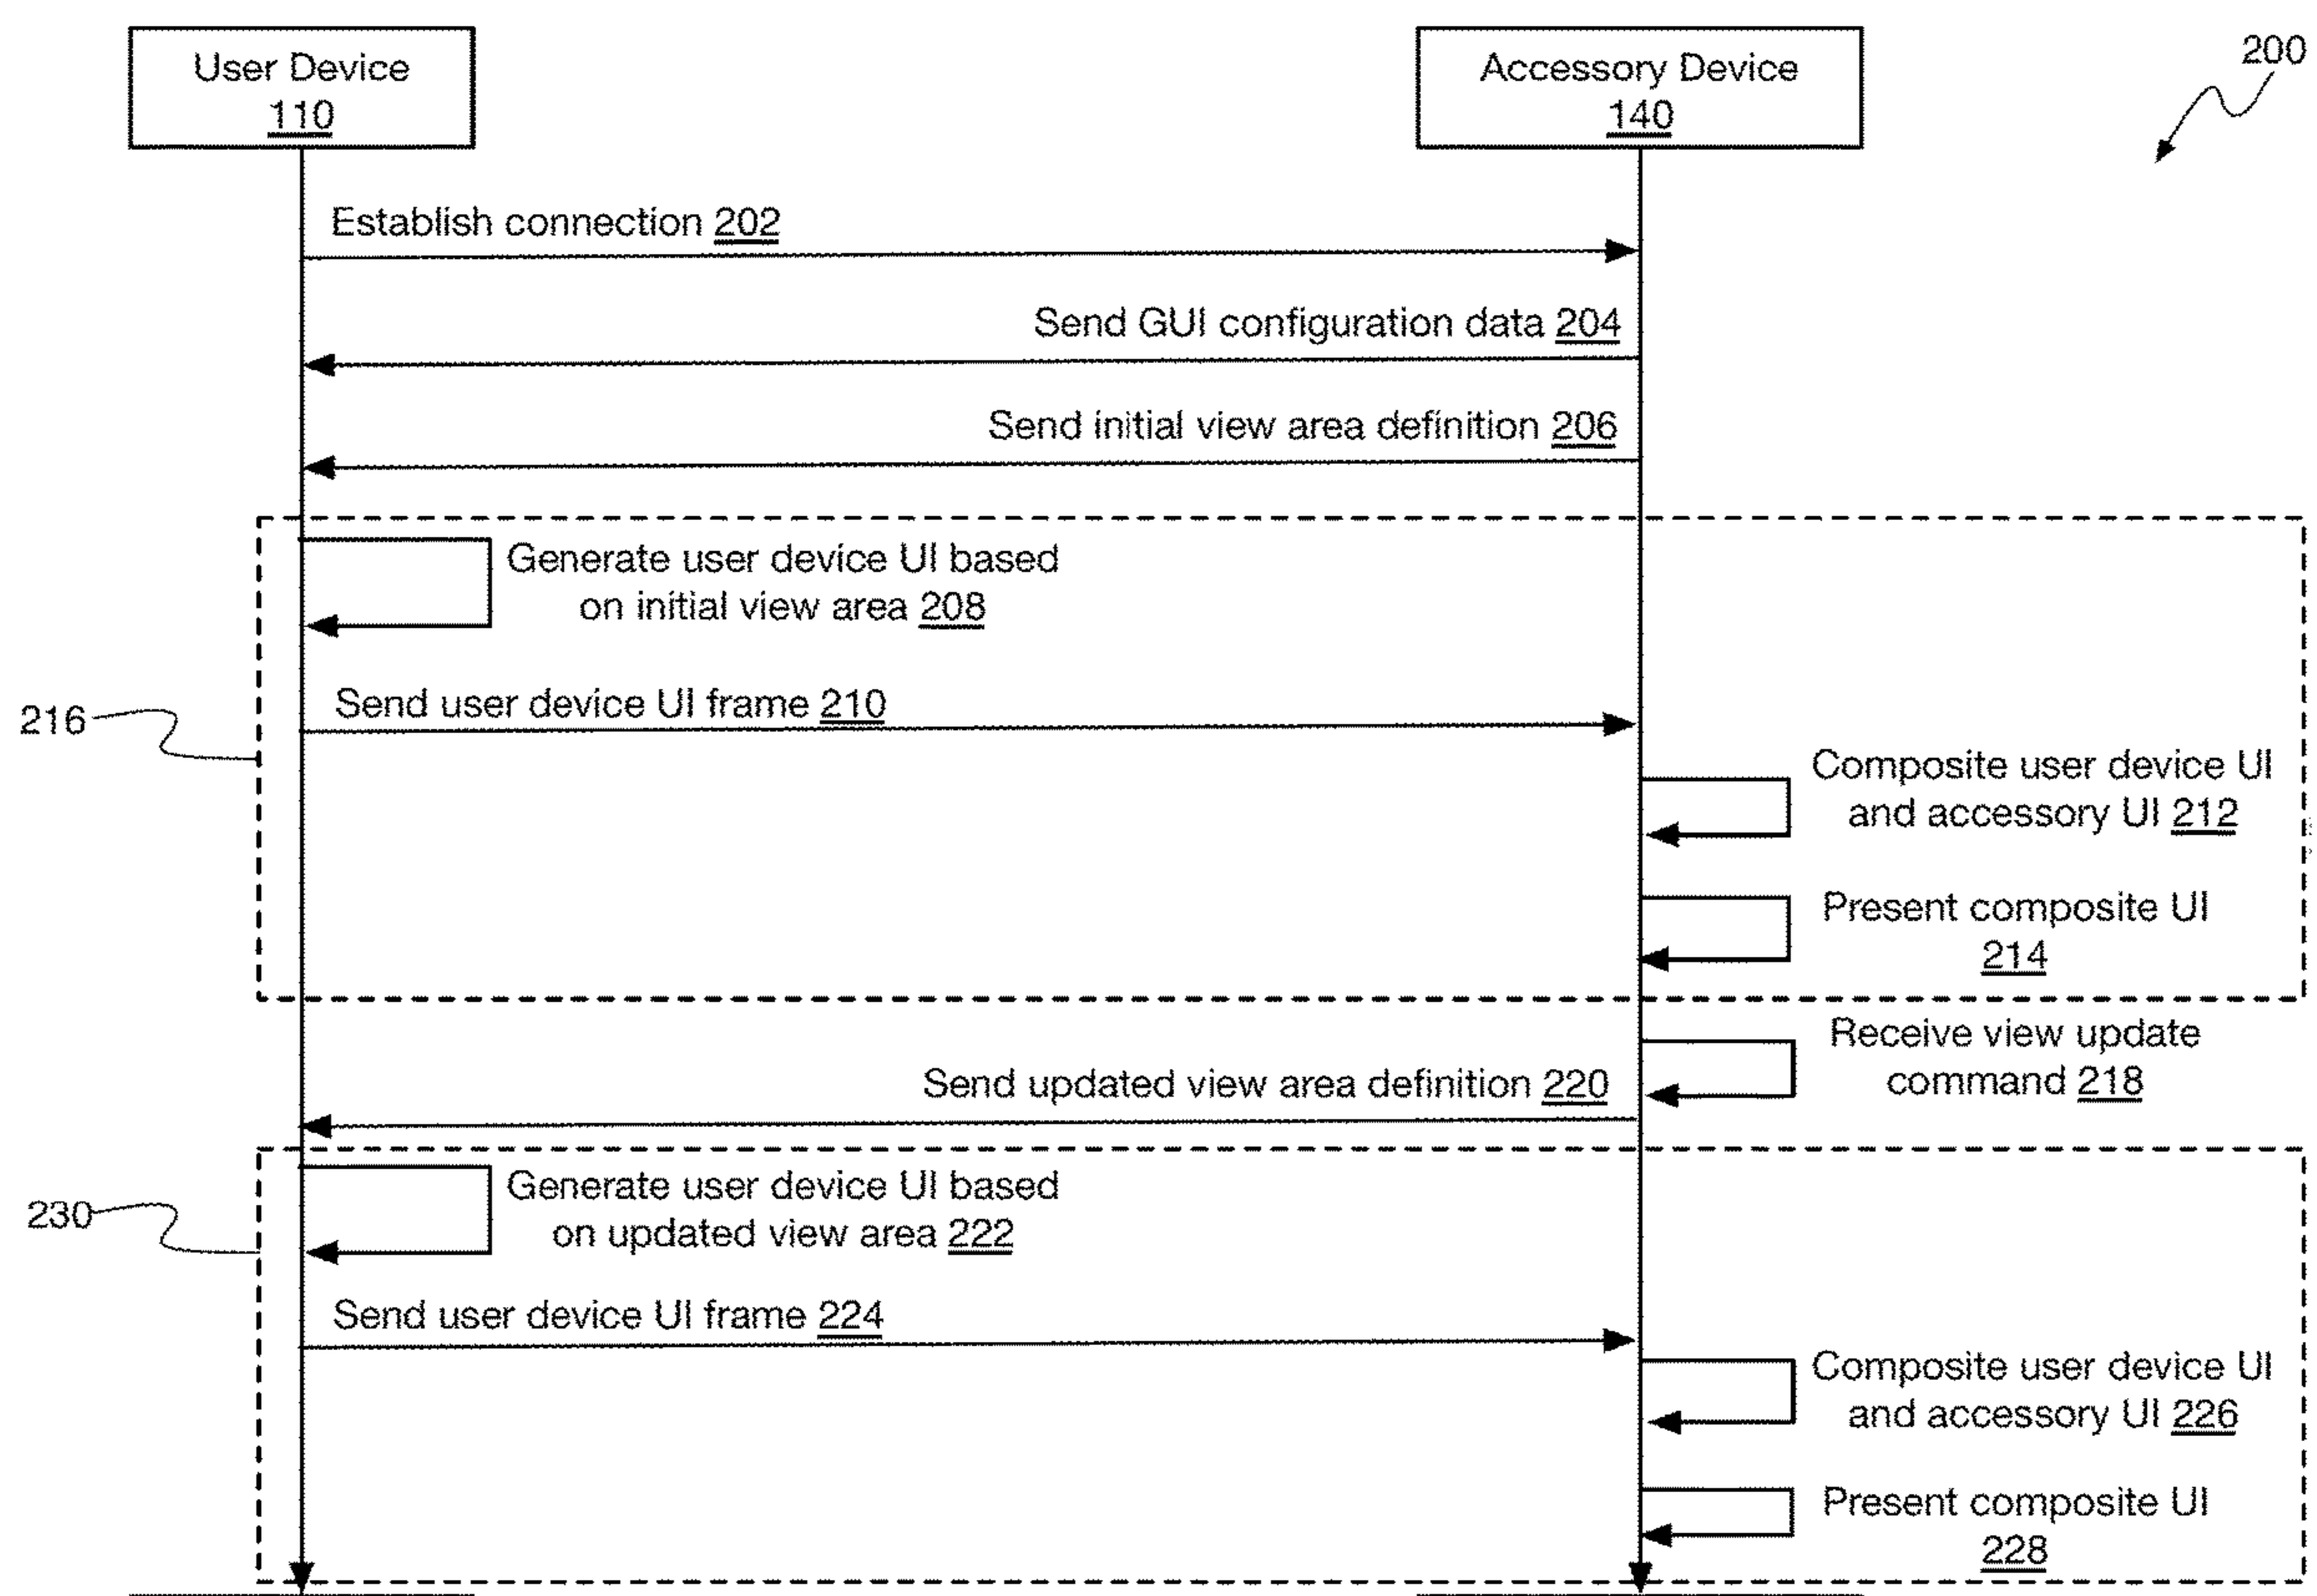 User Device
110
Accessory Device
140
200
Establish connection 202
Send GUI configuration data 204
Send initial view area definition 206
Generate user device UI based
on initial view area 208
216
Send user device UI frame 210
Composite user device UI
and accessory UI 212
Present composite UI
214
Receive view update
command 218
Send updated view area definition 220
Generate user device UI based
on updated view area 222
230
Send user device UI frame 224
Composite user device UI
and accessory UI 226
Present composite UI
228